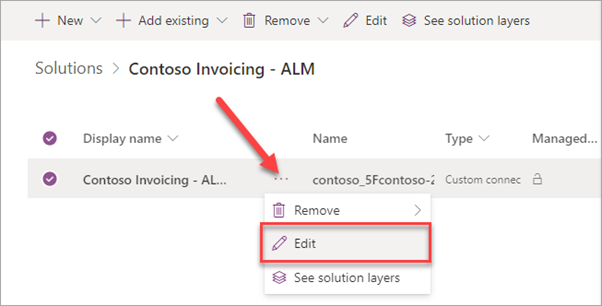 New Add existing Remove Edit See solution layers
Solutions > Contoso Invoicing - ALM
Display name Name Type Managed...
Contoso Invoicing - AL... ... contoso_5Fcontoso-2 Custom connec
Remove >
Edit
See solution layers